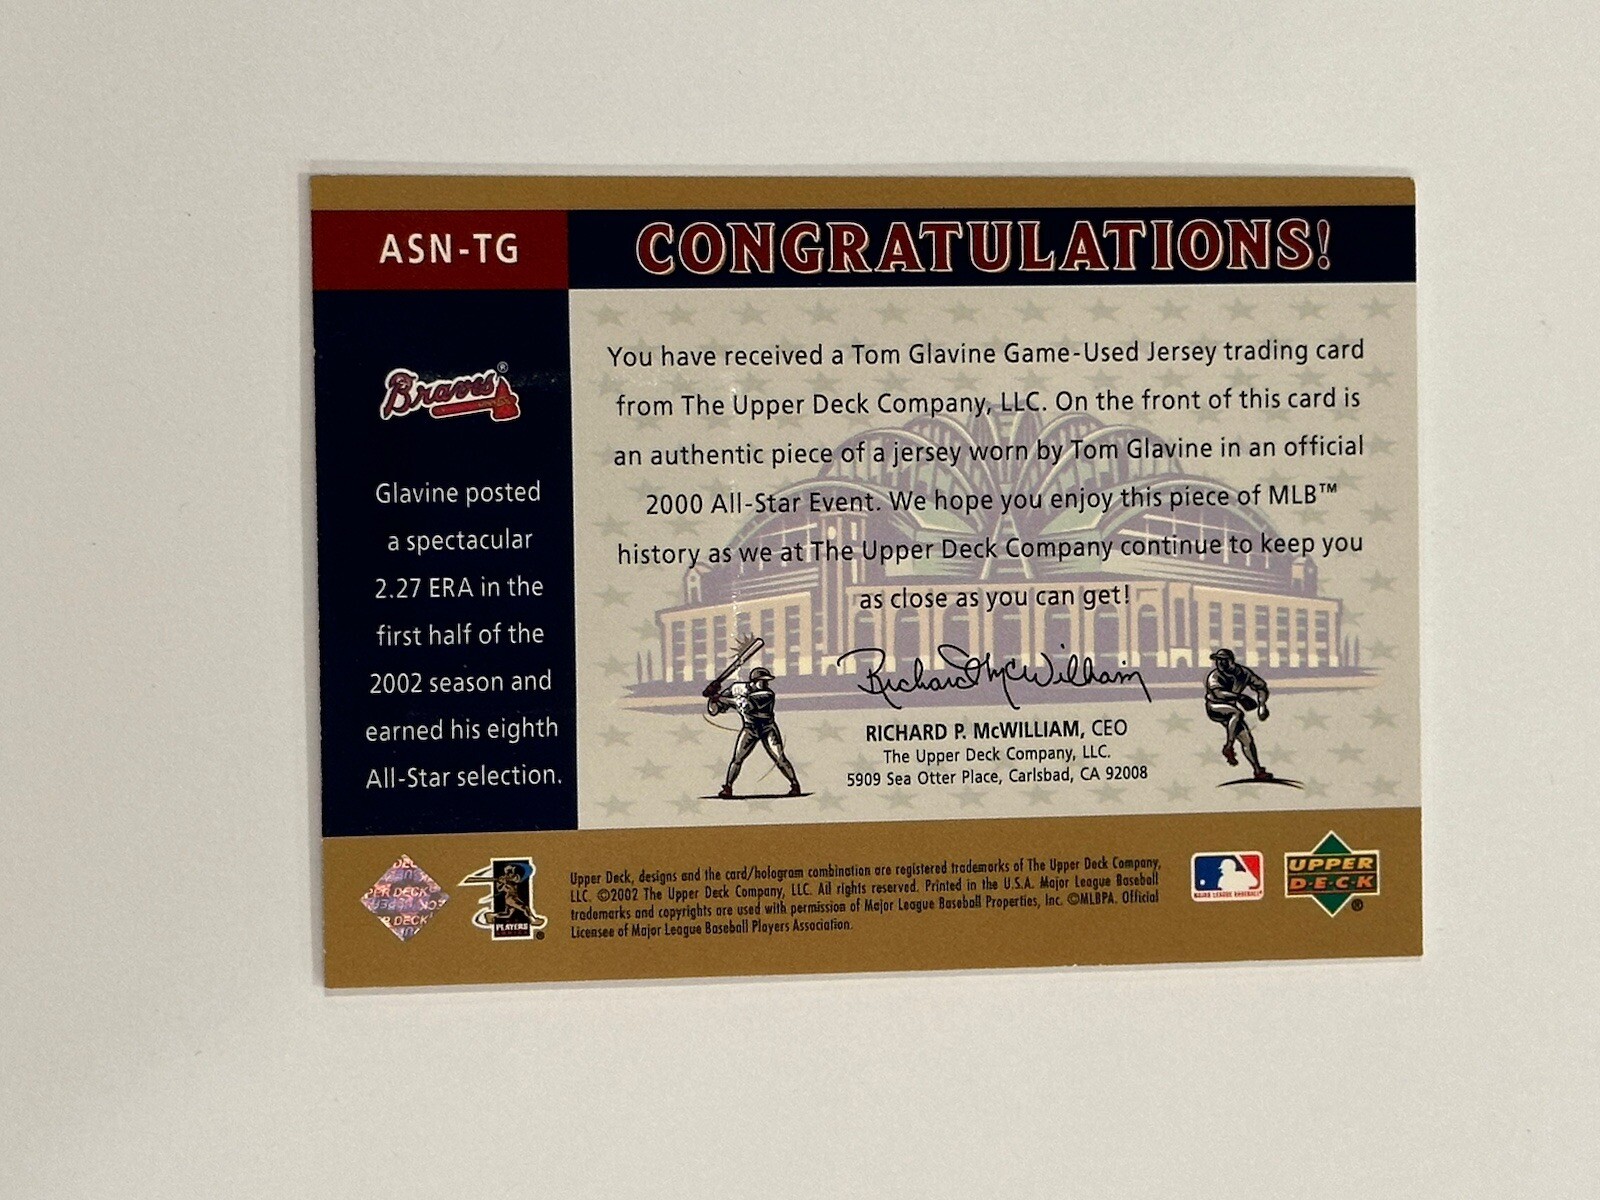 ASN-TG
CONGRATULATIONS!
Braves®
Glavine posted
a spectacular
2.27 ERA in the
first half of the
2002 season and
earned his eighth
All-Star selection.
You have received a Tom Glavine Game-Used Jersey trading card
from The Upper Deck Company, LLC. On the front of this card is
an authentic piece of a jersey worn by Tom Glavine in an official
2000 All-Star Event. We hope you enjoy this piece of MLB™
history as we at The Upper Deck Company continue to keep you
as close as you can get!
Richard McWilliam
RICHARD P. McWILLIAM, CEO
The Upper Deck Company, LLC.
5909 Sea Otter Place, Carlsbad, CA 92008
PLAYERS
Upper Deck, designs and the card/hologram combination are registered trademarks of The Upper Deck Company,
LLC. ©2002 The Upper Deck Company, LLC. All rights reserved. Printed in the U.S.A. Major League Baseball
trademarks and copyrights are used with permission of Major League Baseball Properties, Inc. ©MLBPA. Official
Licensee of Major League Baseball Players Association.
MAJOR LEAGUE BASEBALL
UPPER
DECK®